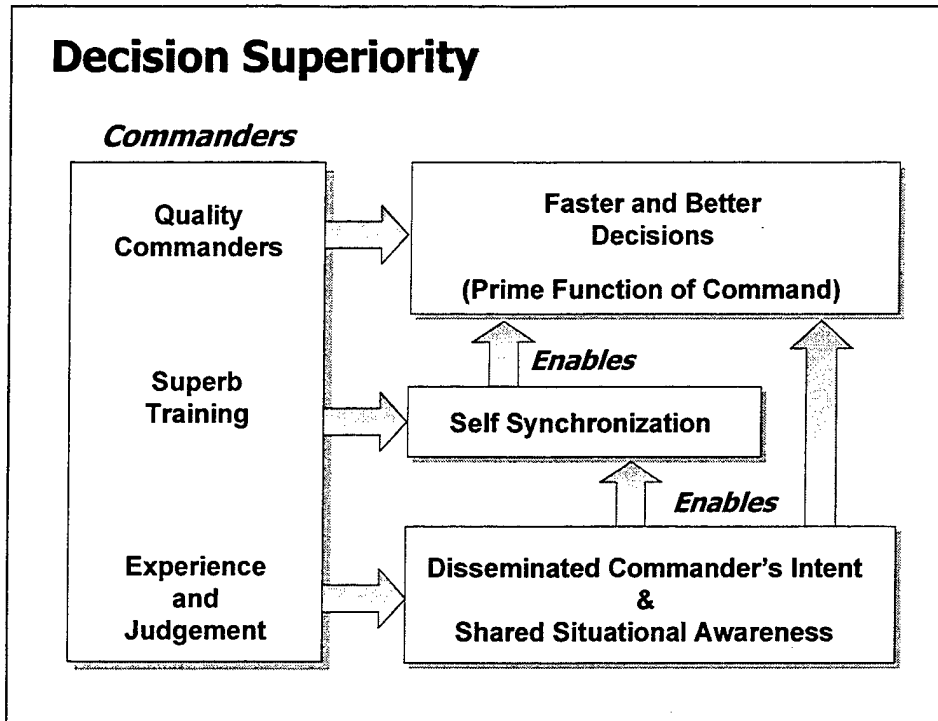 Decision Superiority
Commanders
Quality
Commanders
Superb
Training
Experience
and
Judgement
Faster and Better
Decisions
(Prime Function of Command)
Enables
Self Synchronization
Enables
Disseminated Commander's Intent
&
Shared Situational Awareness